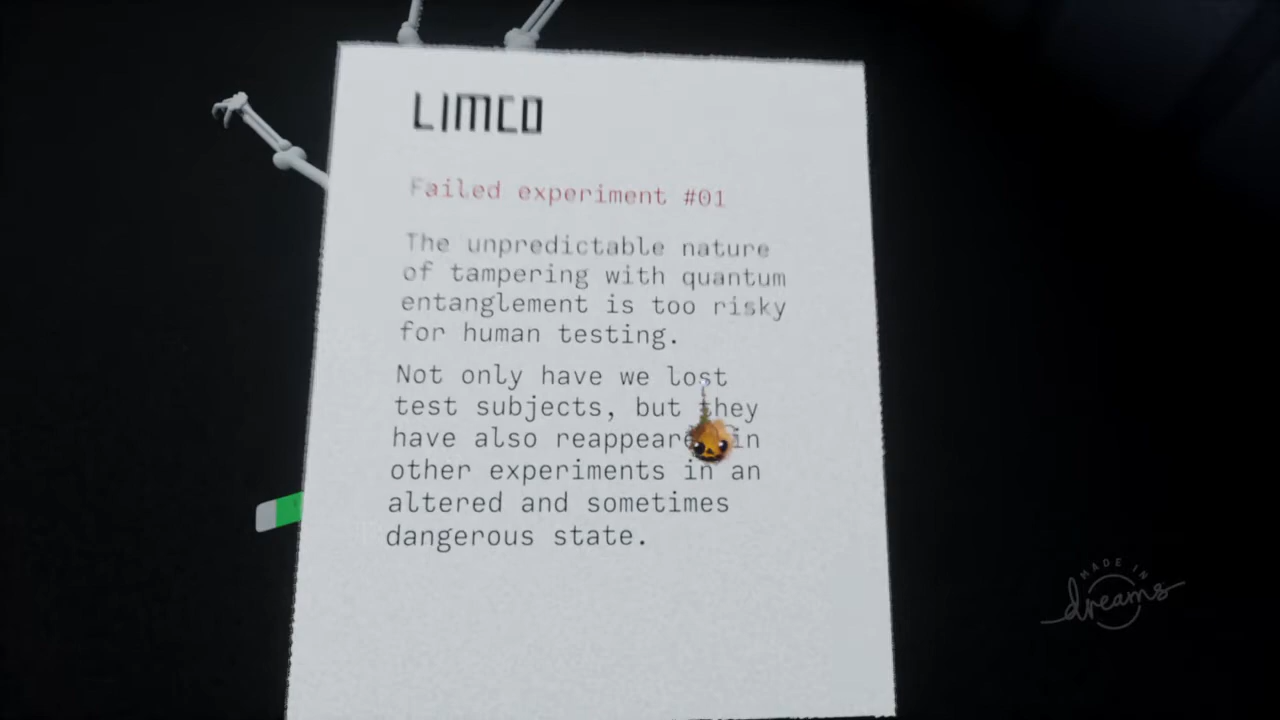 LIMCO
Failed experiment #01
The unpredictable nature
of tampering with quantum
entanglement is too risky
for human testing.
Not only have we lost
test subjects, but they
have also reappeare in
other experiments in an
altered and sometimes
dangerous state.
MADE IN
dreams